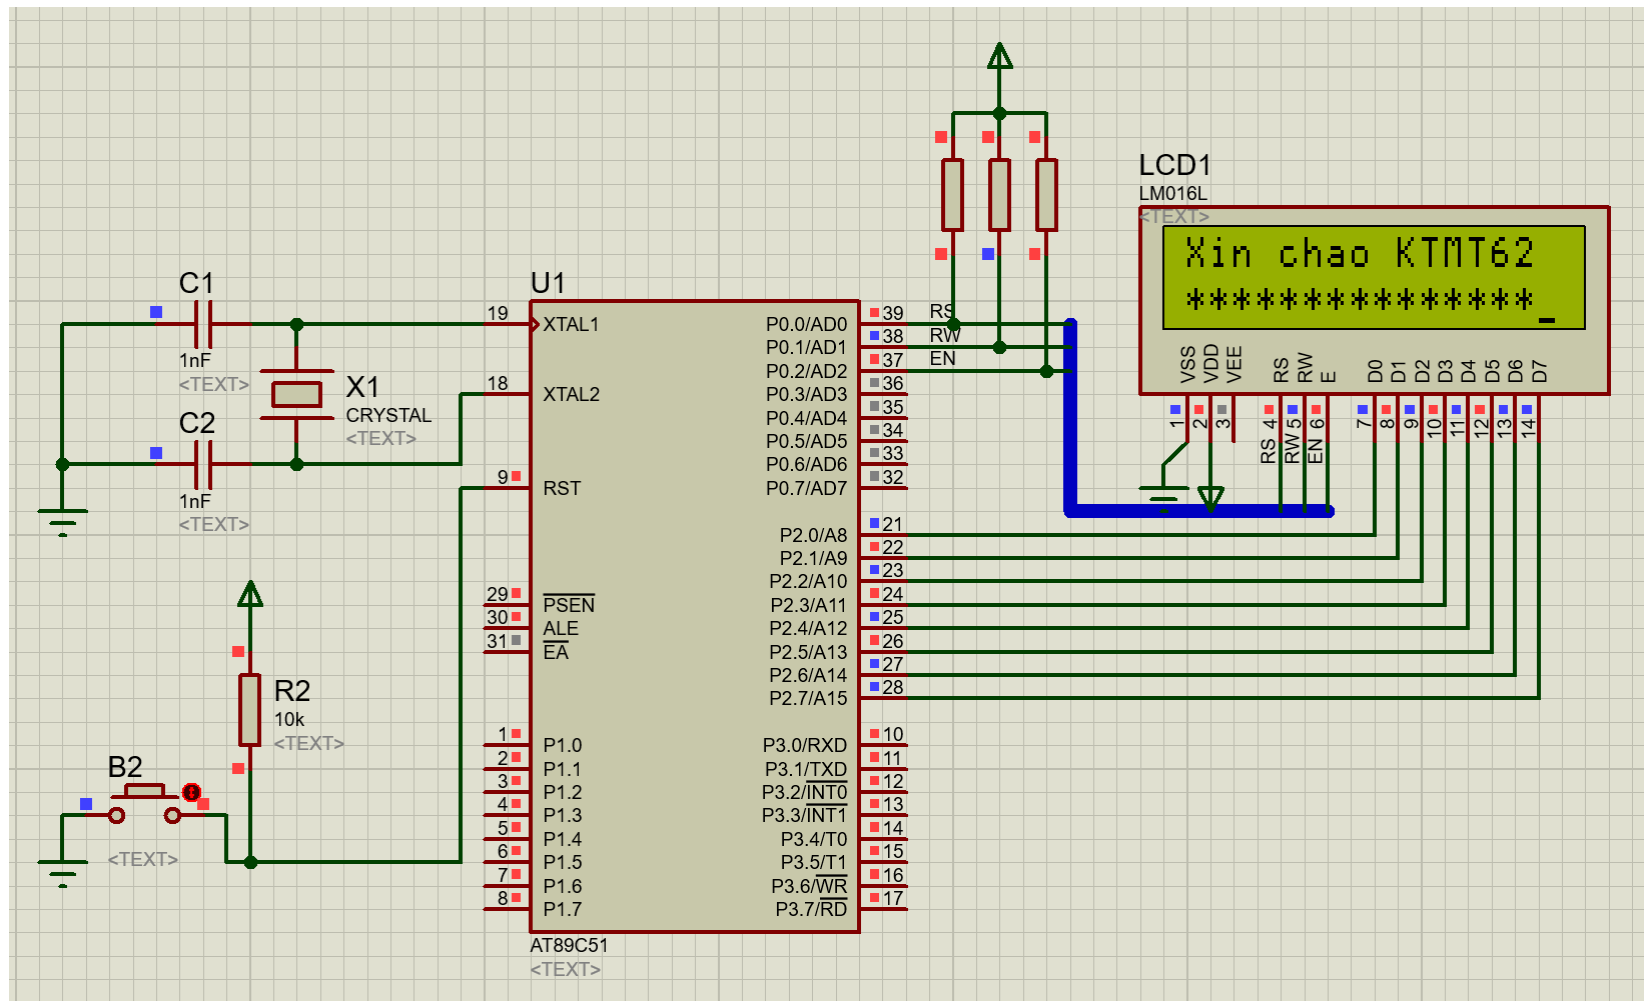 C1
1nF
<TEXT>
C2
1nF
<TEXT>
X1
CRYSTAL
<TEXT>
R2
10k
<TEXT>
B2
<TEXT>
U1
19 XTAL1
18 XTAL2
9 RST
29 PSEN
30 ALE
31 EA
1 P1.0
2 P1.1
3 P1.2
4 P1.3
5 P1.4
6 P1.5
7 P1.6
8 P1.7
P0.0/AD0 39 RS
P0.1/AD1 38 RW
P0.2/AD2 37 EN
P0.3/AD3 36
P0.4/AD4 35
P0.5/AD5 34
P0.6/AD6 33
P0.7/AD7 32
P2.0/A8 21
P2.1/A9 22
P2.2/A10 23
P2.3/A11 24
P2.4/A12 25
P2.5/A13 26
P2.6/A14 27
P2.7/A15 28
P3.0/RXD 10
P3.1/TXD 11
P3.2/INT0 12
P3.3/INT1 13
P3.4/T0 14
P3.5/T1 15
P3.6/WR 16
P3.7/RD 17
AT89C51
<TEXT>
LCD1
LM016L
<TEXT>
Xin chao KTMT62
***************_
VSS VDD VEE RS RW E D0 D1 D2 D3 D4 D5 D6 D7
1 2 3 4 5 6 7 8 9 10 11 12 13 14
RS RW EN